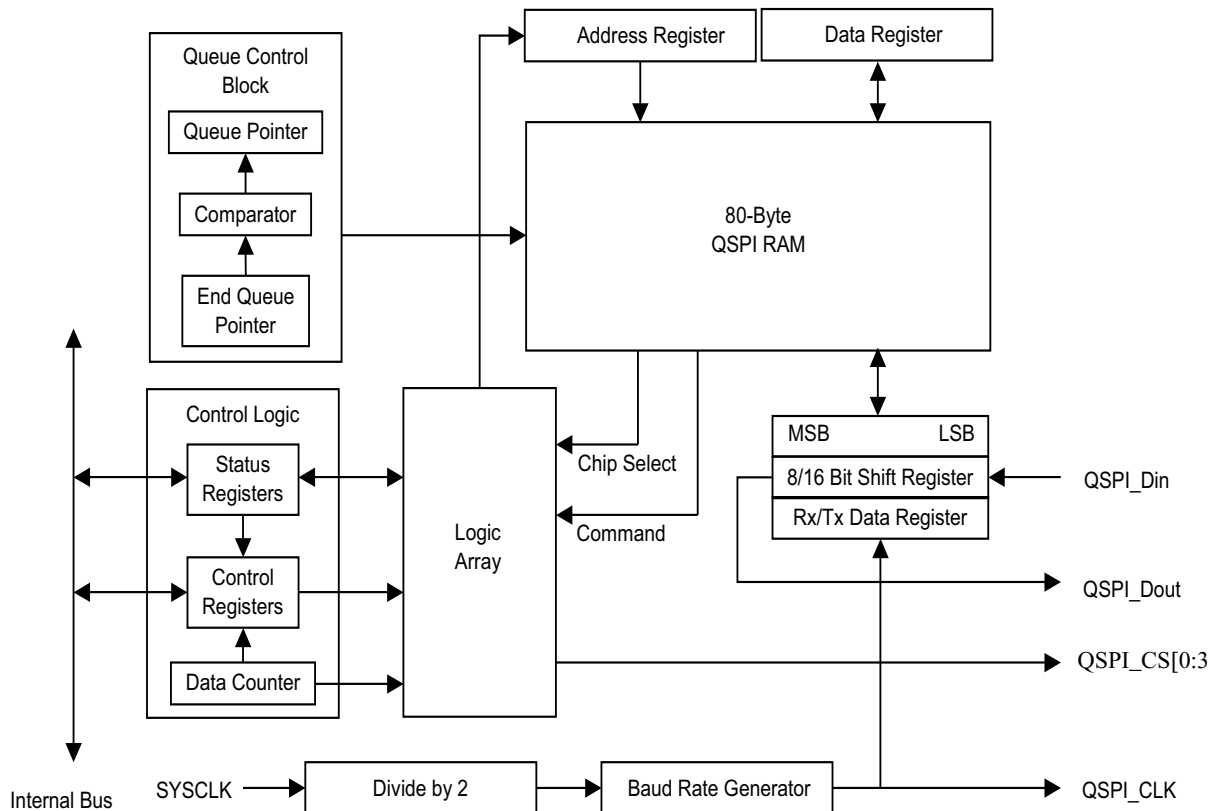 Queue Control
Block
Queue Pointer
Comparator
End Queue
Pointer
Address Register
Data Register
80-Byte
QSPI RAM
Control Logic
Status
Registers
Control
Registers
Data Counter
Logic
Array
Chip Select
Command
MSB LSB
8/16 Bit Shift Register
Rx/Tx Data Register
QSPI_Din
QSPI_Dout
QSPI_CS[0:3
Internal Bus
SYSCLK
Divide by 2
Baud Rate Generator
QSPI_CLK